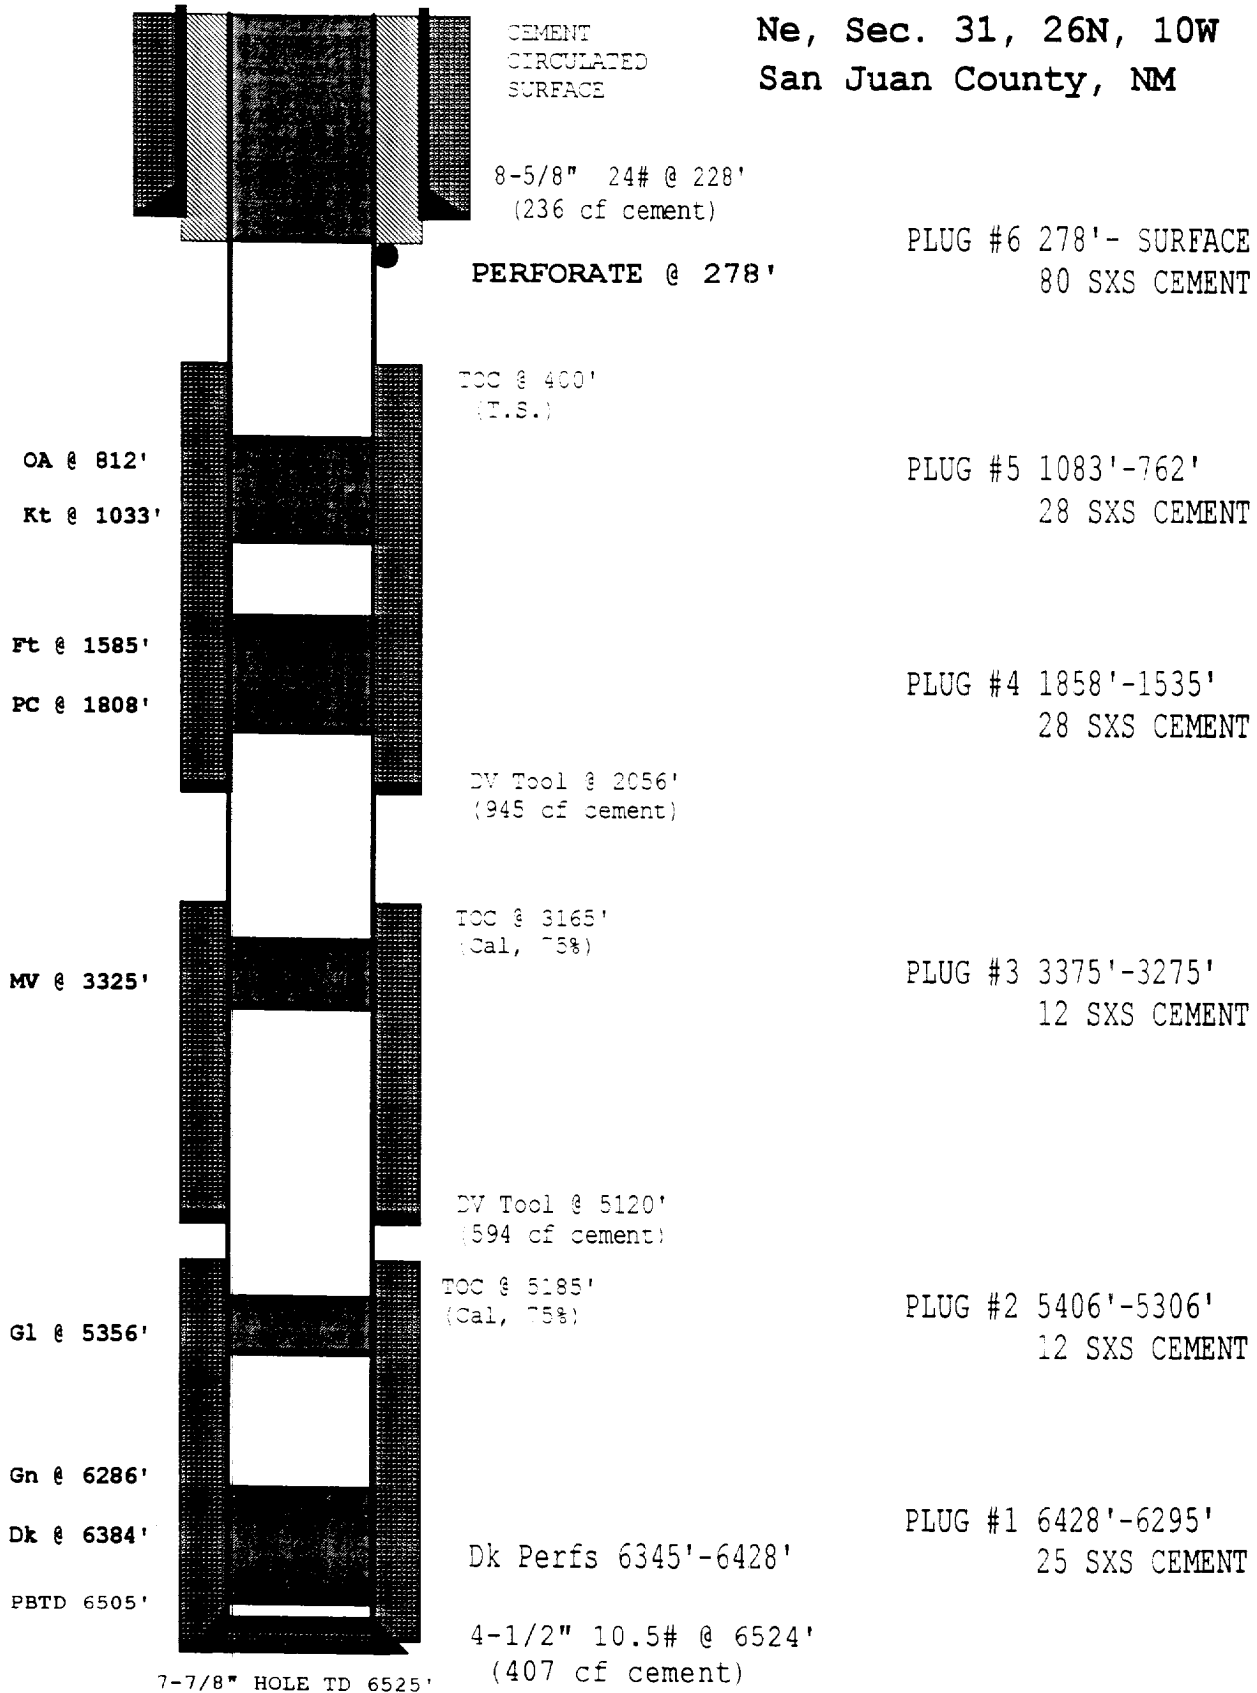 Ne, Sec. 31, 26N, 10W
San Juan County, NM
CEMENT
CIRCULATED
SURFACE
8-5/8" 24# @ 228'
(236 cf cement)
PLUG #6 278'- SURFACE
80 SXS CEMENT
PERFORATE @ 278'
TOC @ 400'
(T.S.)
OA @ 812'
Kt @ 1033'
PLUG #5 1083'-762'
28 SXS CEMENT
Ft @ 1585'
PC @ 1808'
PLUG #4 1858'-1535'
28 SXS CEMENT
DV Tool @ 2056'
(945 cf cement)
TOC @ 3165'
(Cal, 75%)
MV @ 3325'
PLUG #3 3375'-3275'
12 SXS CEMENT
DV Tool @ 5120'
(594 cf cement)
TOC @ 5185'
(Cal, 75%)
Gl @ 5356'
PLUG #2 5406'-5306'
12 SXS CEMENT
Gn @ 6286'
Dk @ 6384'
PLUG #1 6428'-6295'
25 SXS CEMENT
Dk Perfs 6345'-6428'
PBTD 6505'
4-1/2" 10.5# @ 6524'
(407 cf cement)
7-7/8" HOLE TD 6525'